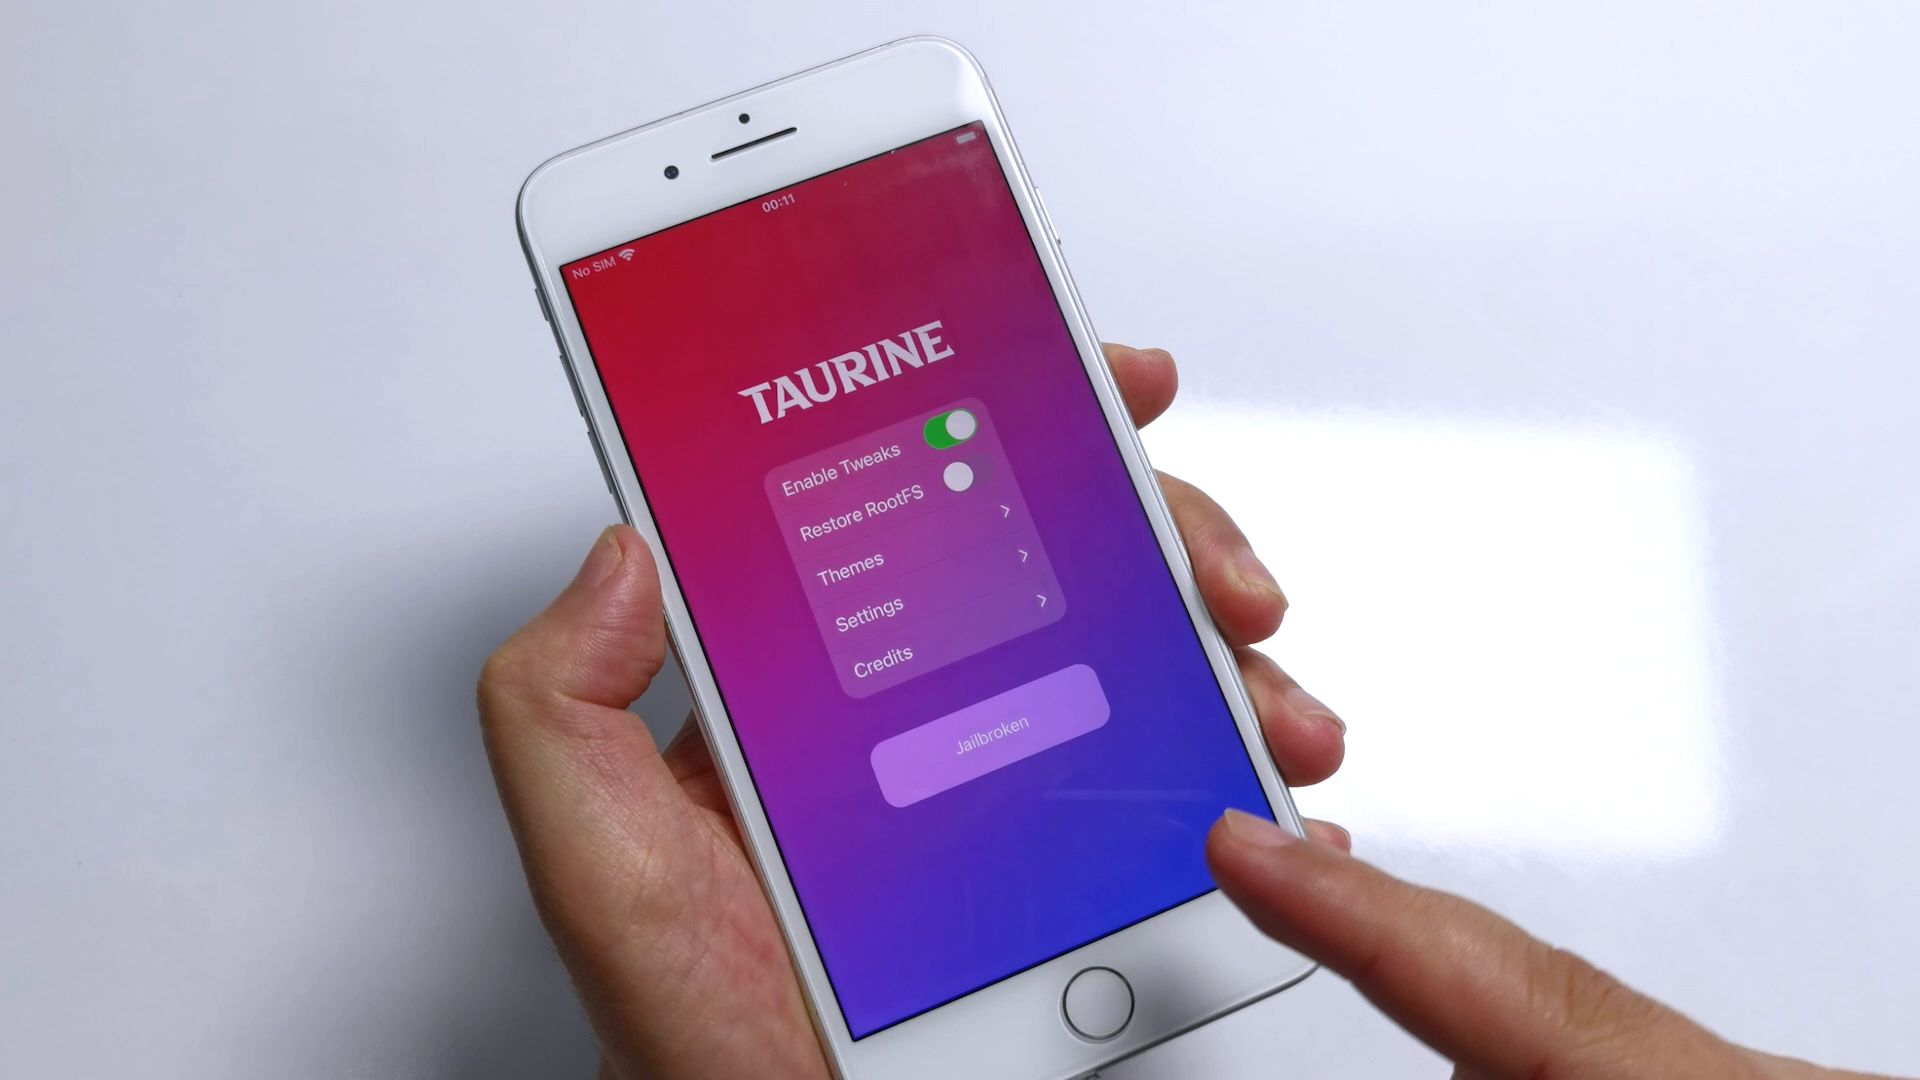 No SIM
00:11
TAURINE
Enable Tweaks
Restore RootFS
Themes
Settings
Credits
Jailbroken